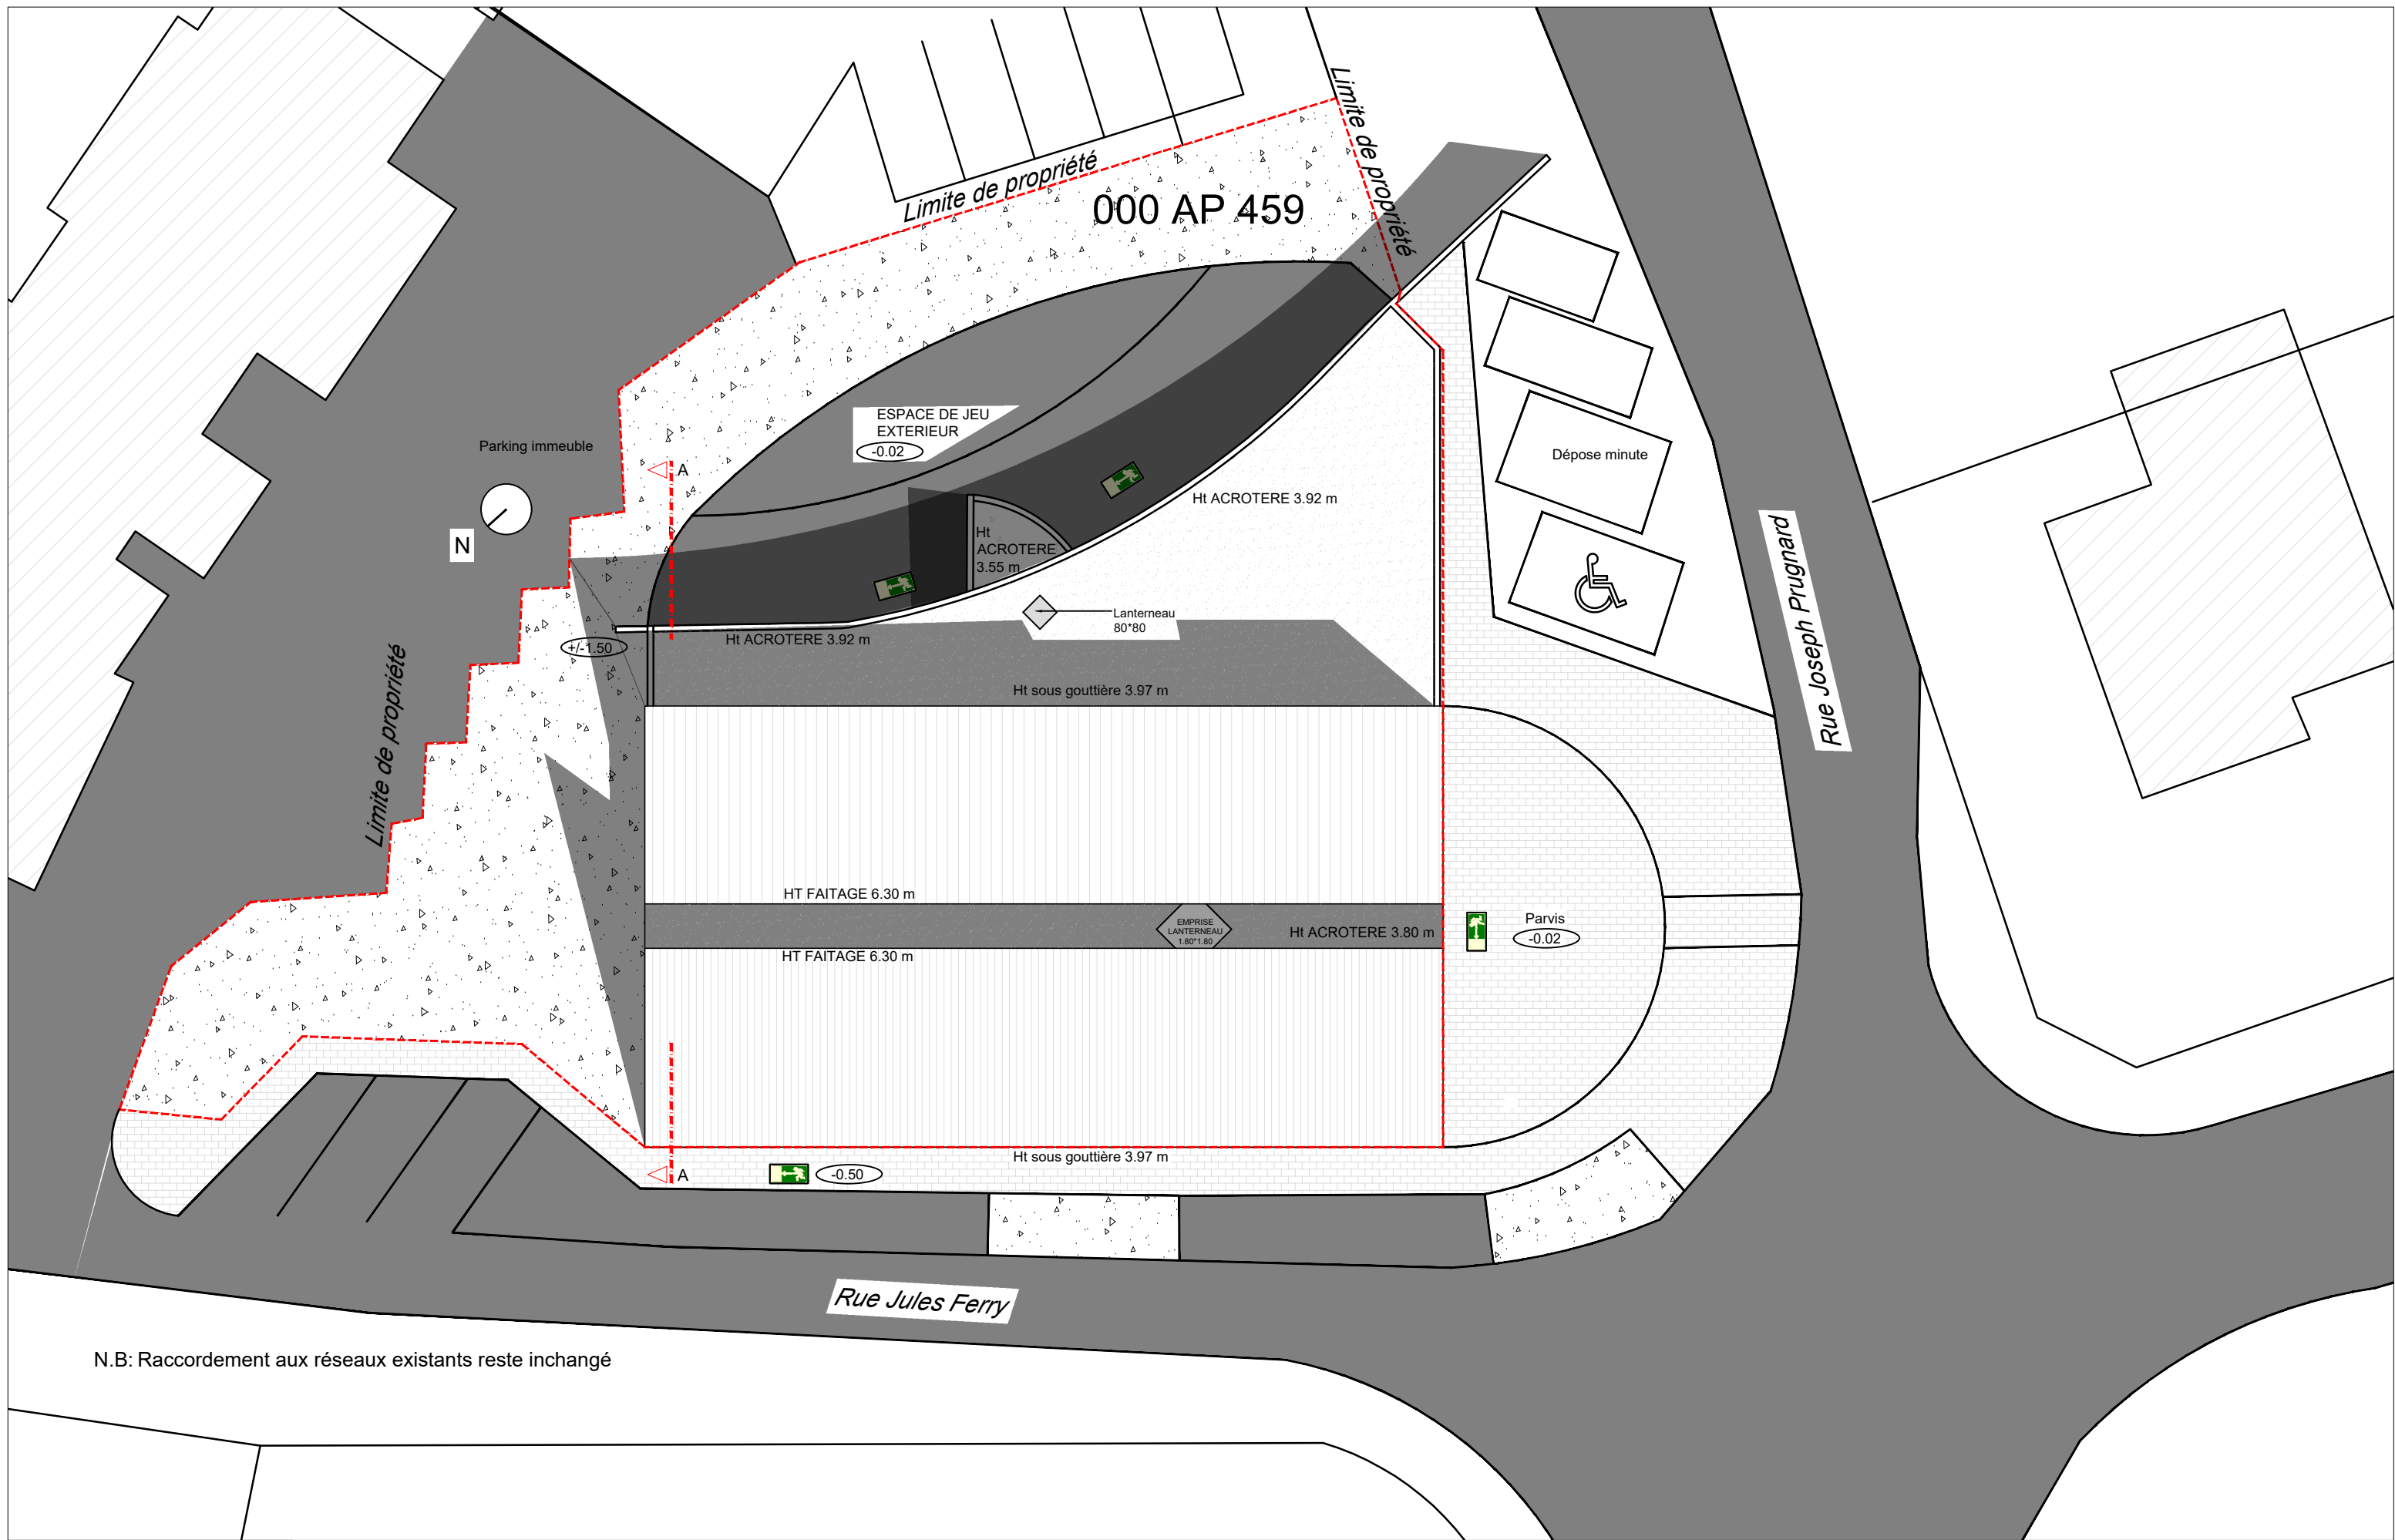 Limite de propriété
Limite de propriété
000 AP 459
ESPACE DE JEU
EXTERIEUR
-0.02
Parking immeuble
A
N
Ht ACROTERE 3.92 m
Dépose minute
Ht
ACROTERE
3.55 m
Lanterneau
80*80
Ht ACROTERE 3.92 m
+/-1.50
Rue Joseph Prugnard
Limite de propriété
Ht sous gouttière 3.97 m
HT FAITAGE 6.30 m
EMPRISE
LANTERNEAU
1.80*1.80
Ht ACROTERE 3.80 m
Parvis
-0.02
HT FAITAGE 6.30 m
Ht sous gouttière 3.97 m
A
-0.50
Rue Jules Ferry
N.B: Raccordement aux réseaux existants reste inchangé